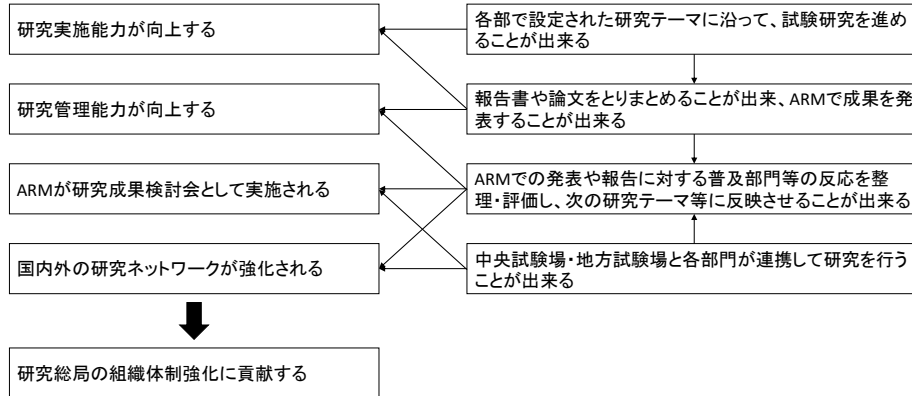 研究実施能力が向上する
各部で設定された研究テーマに沿って、試験研究を進め
ることが出来る
研究管理能力が向上する
報告書や論文をとりまとめることが出来、ARMで成果を発
表することが出来る
ARMが研究成果検討会として実施される
ARMでの発表や報告に対する普及部門等の反応を整
理・評価し、次の研究テーマ等に反映させることが出来る
国内外の研究ネットワークが強化される
中央試験場・地方試験場と各部門が連携して研究を行う
ことが出来る
研究総局の組織体制強化に貢献する